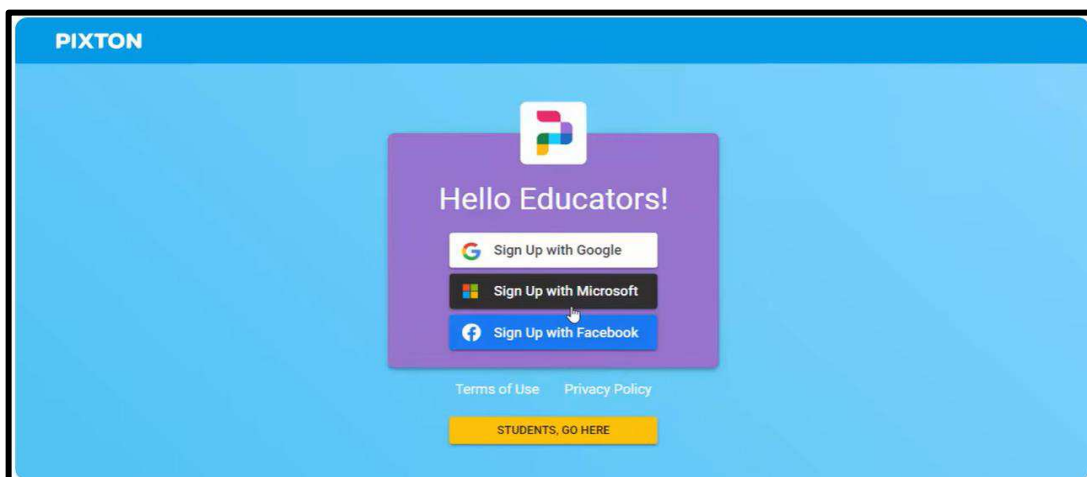 PIXTON
Hello Educators!
Sign Up with Google
Sign Up with Microsoft
Sign Up with Facebook
Terms of Use Privacy Policy
STUDENTS, GO HERE